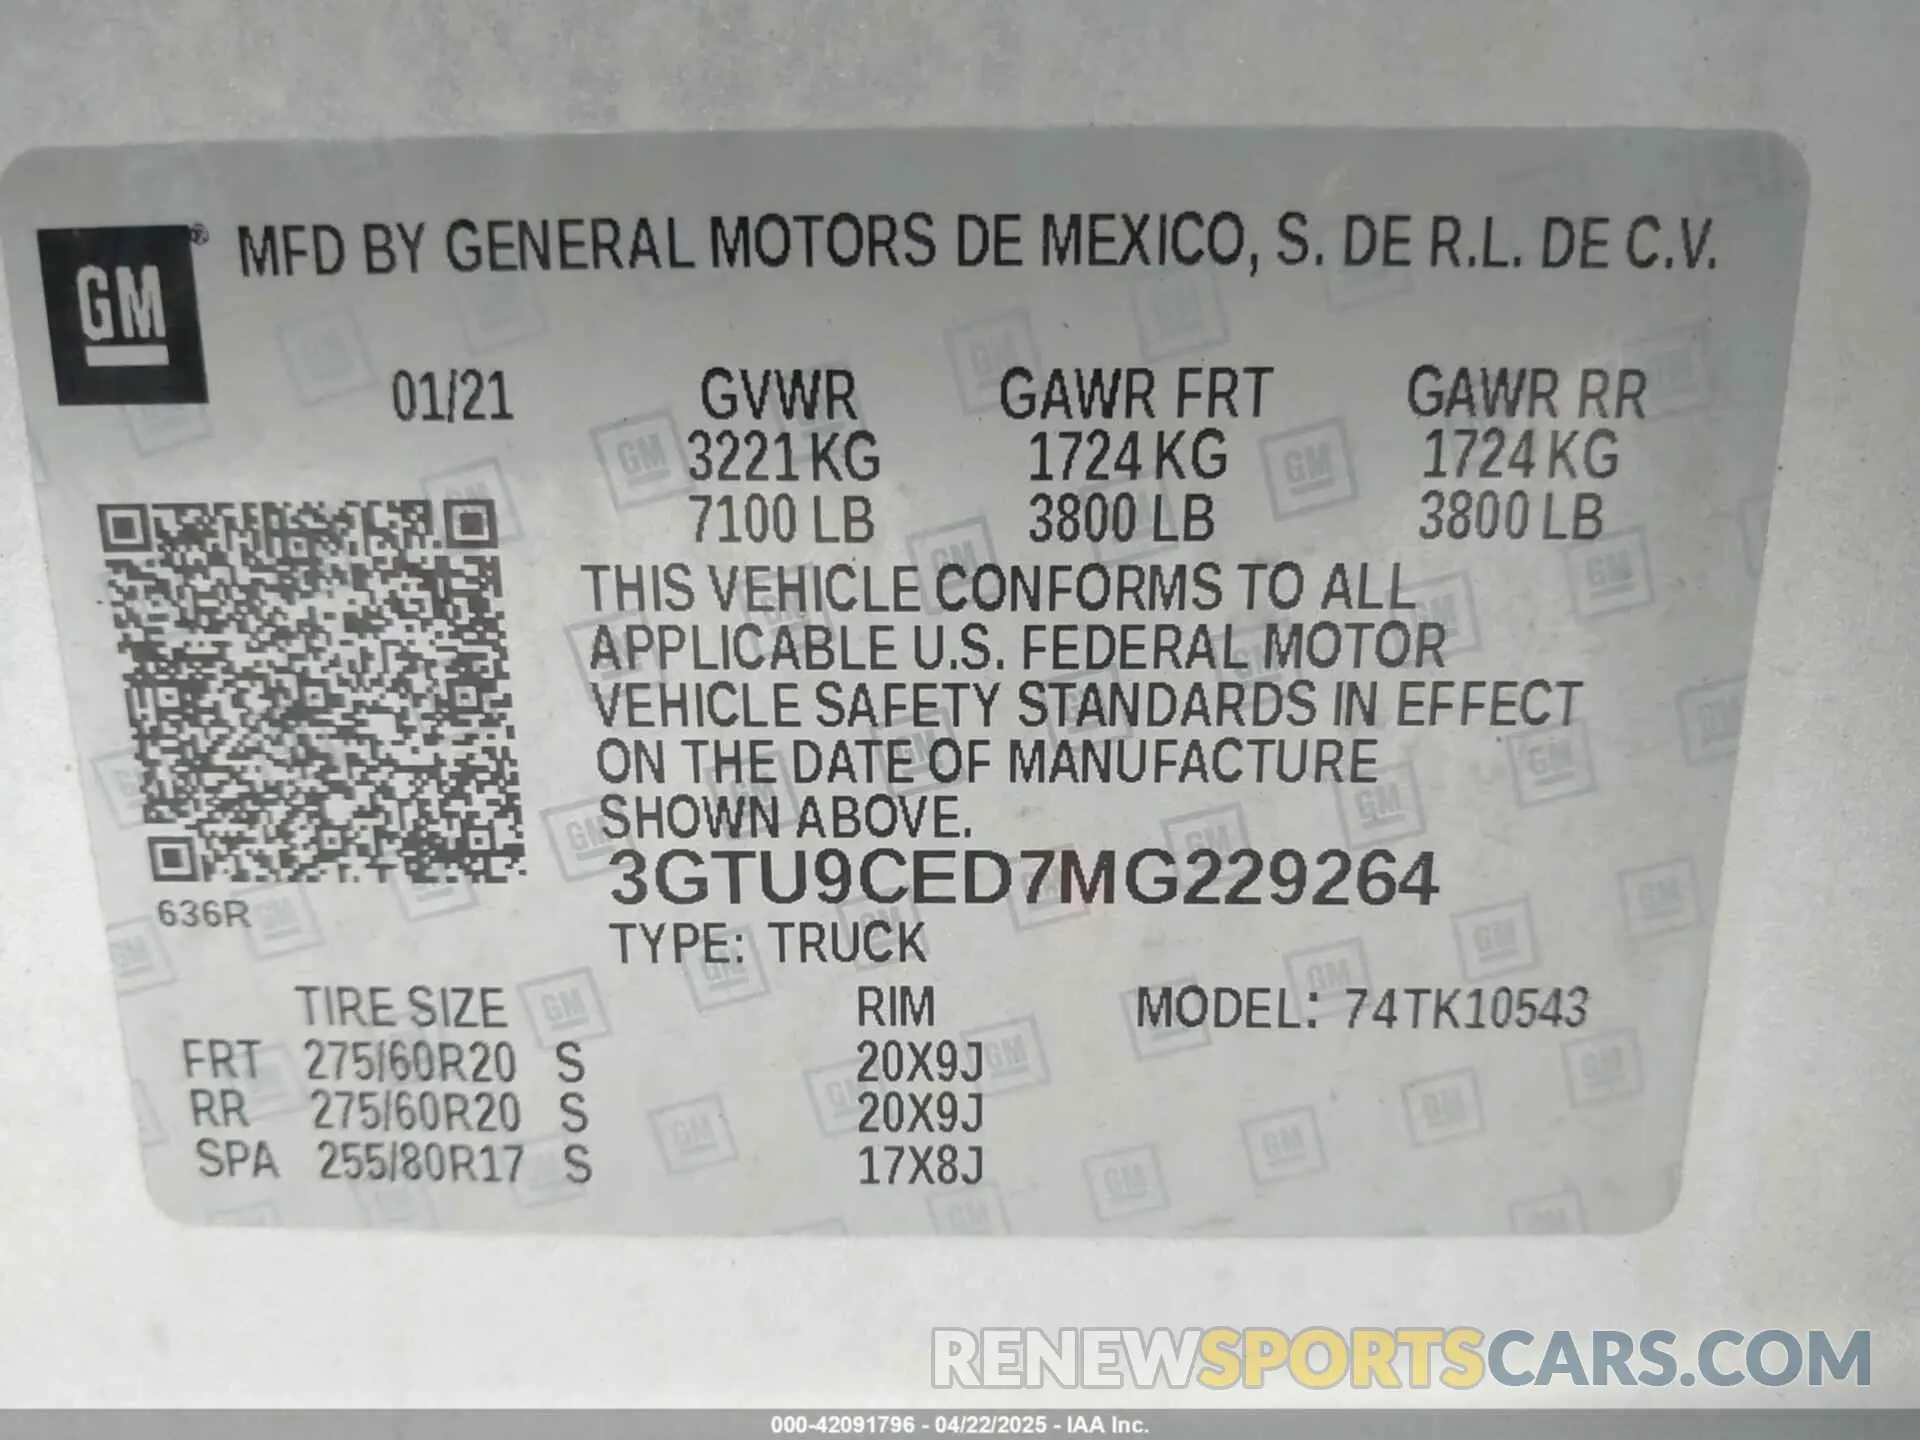 GM® MFD BY GENERAL MOTORS DE MEXICO, S. DE R.L. DE C.V.
01/21 GVWR GAWR FRT GAWR RR
3221 KG 1724 KG 1724 KG
7100 LB 3800 LB 3800 LB
THIS VEHICLE CONFORMS TO ALL
APPLICABLE U.S. FEDERAL MOTOR
VEHICLE SAFETY STANDARDS IN EFFECT
ON THE DATE OF MANUFACTURE
SHOWN ABOVE.
3GTU9CED7MG229264
636R
TYPE: TRUCK
TIRE SIZE RIM MODEL: 74TK10543
FRT 275/60R20 S 20X9J
RR 275/60R20 S 20X9J
SPA 255/80R17 S 17X8J
RENEWSPORTSCARS.COM
000-42091796 - 04/22/2025 - IAA Inc.